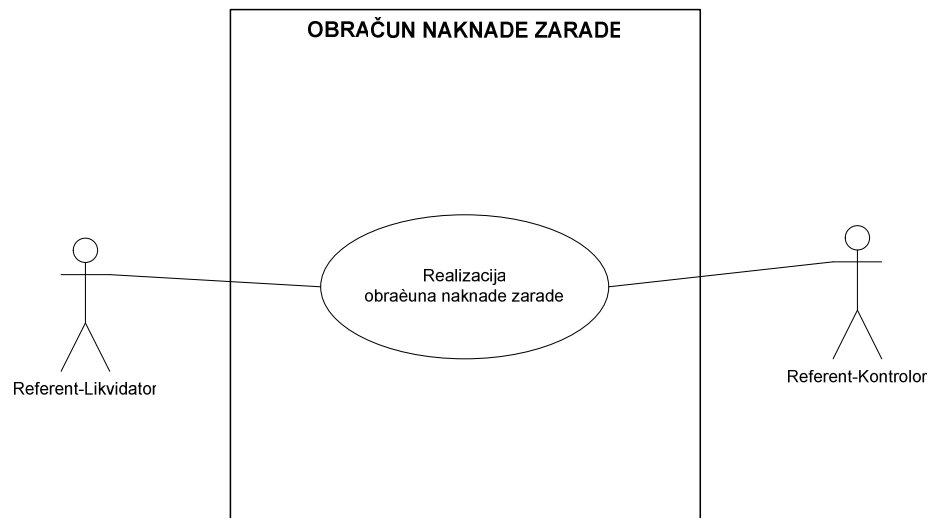 OBRAČUN NAKNADE ZARADE
Realizacija
obraèuna naknade zarade
Referent-Likvidator
Referent-Kontrolor